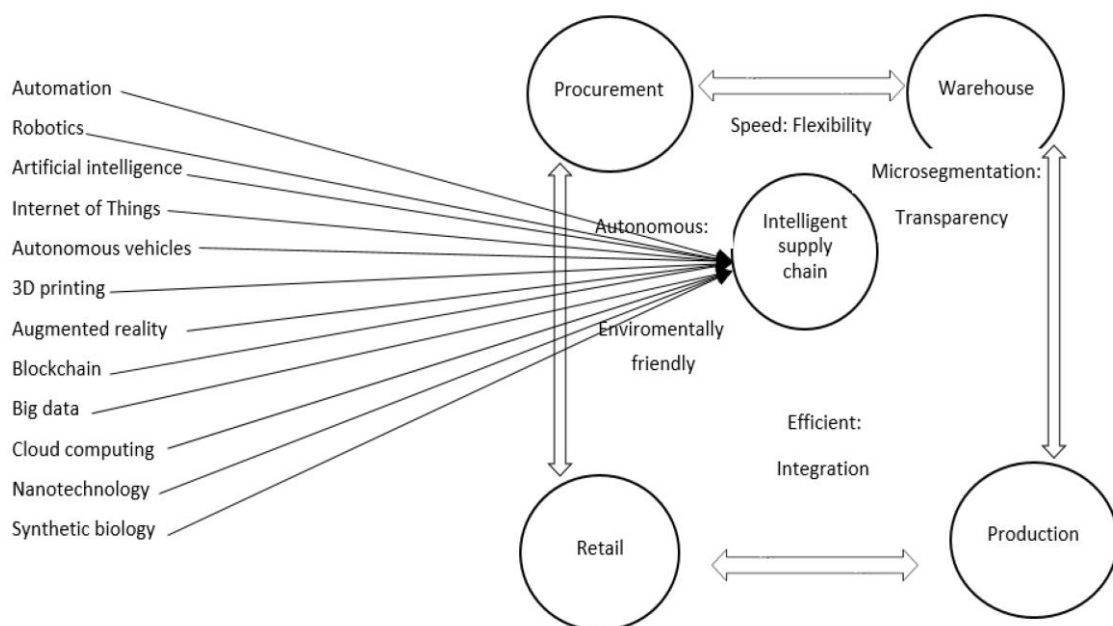 Automation
Robotics
Artificial intelligence
Internet of Things
Autonomous vehicles
3D printing
Augmented reality
Blockchain
Big data
Cloud computing
Nanotechnology
Synthetic biology
Procurement
Warehouse
Speed: Flexibility
Microsegmentation:
Transparency
Autonomous:
Intelligent
supply
chain
Enviromentally
friendly
Efficient:
Integration
Retail
Production